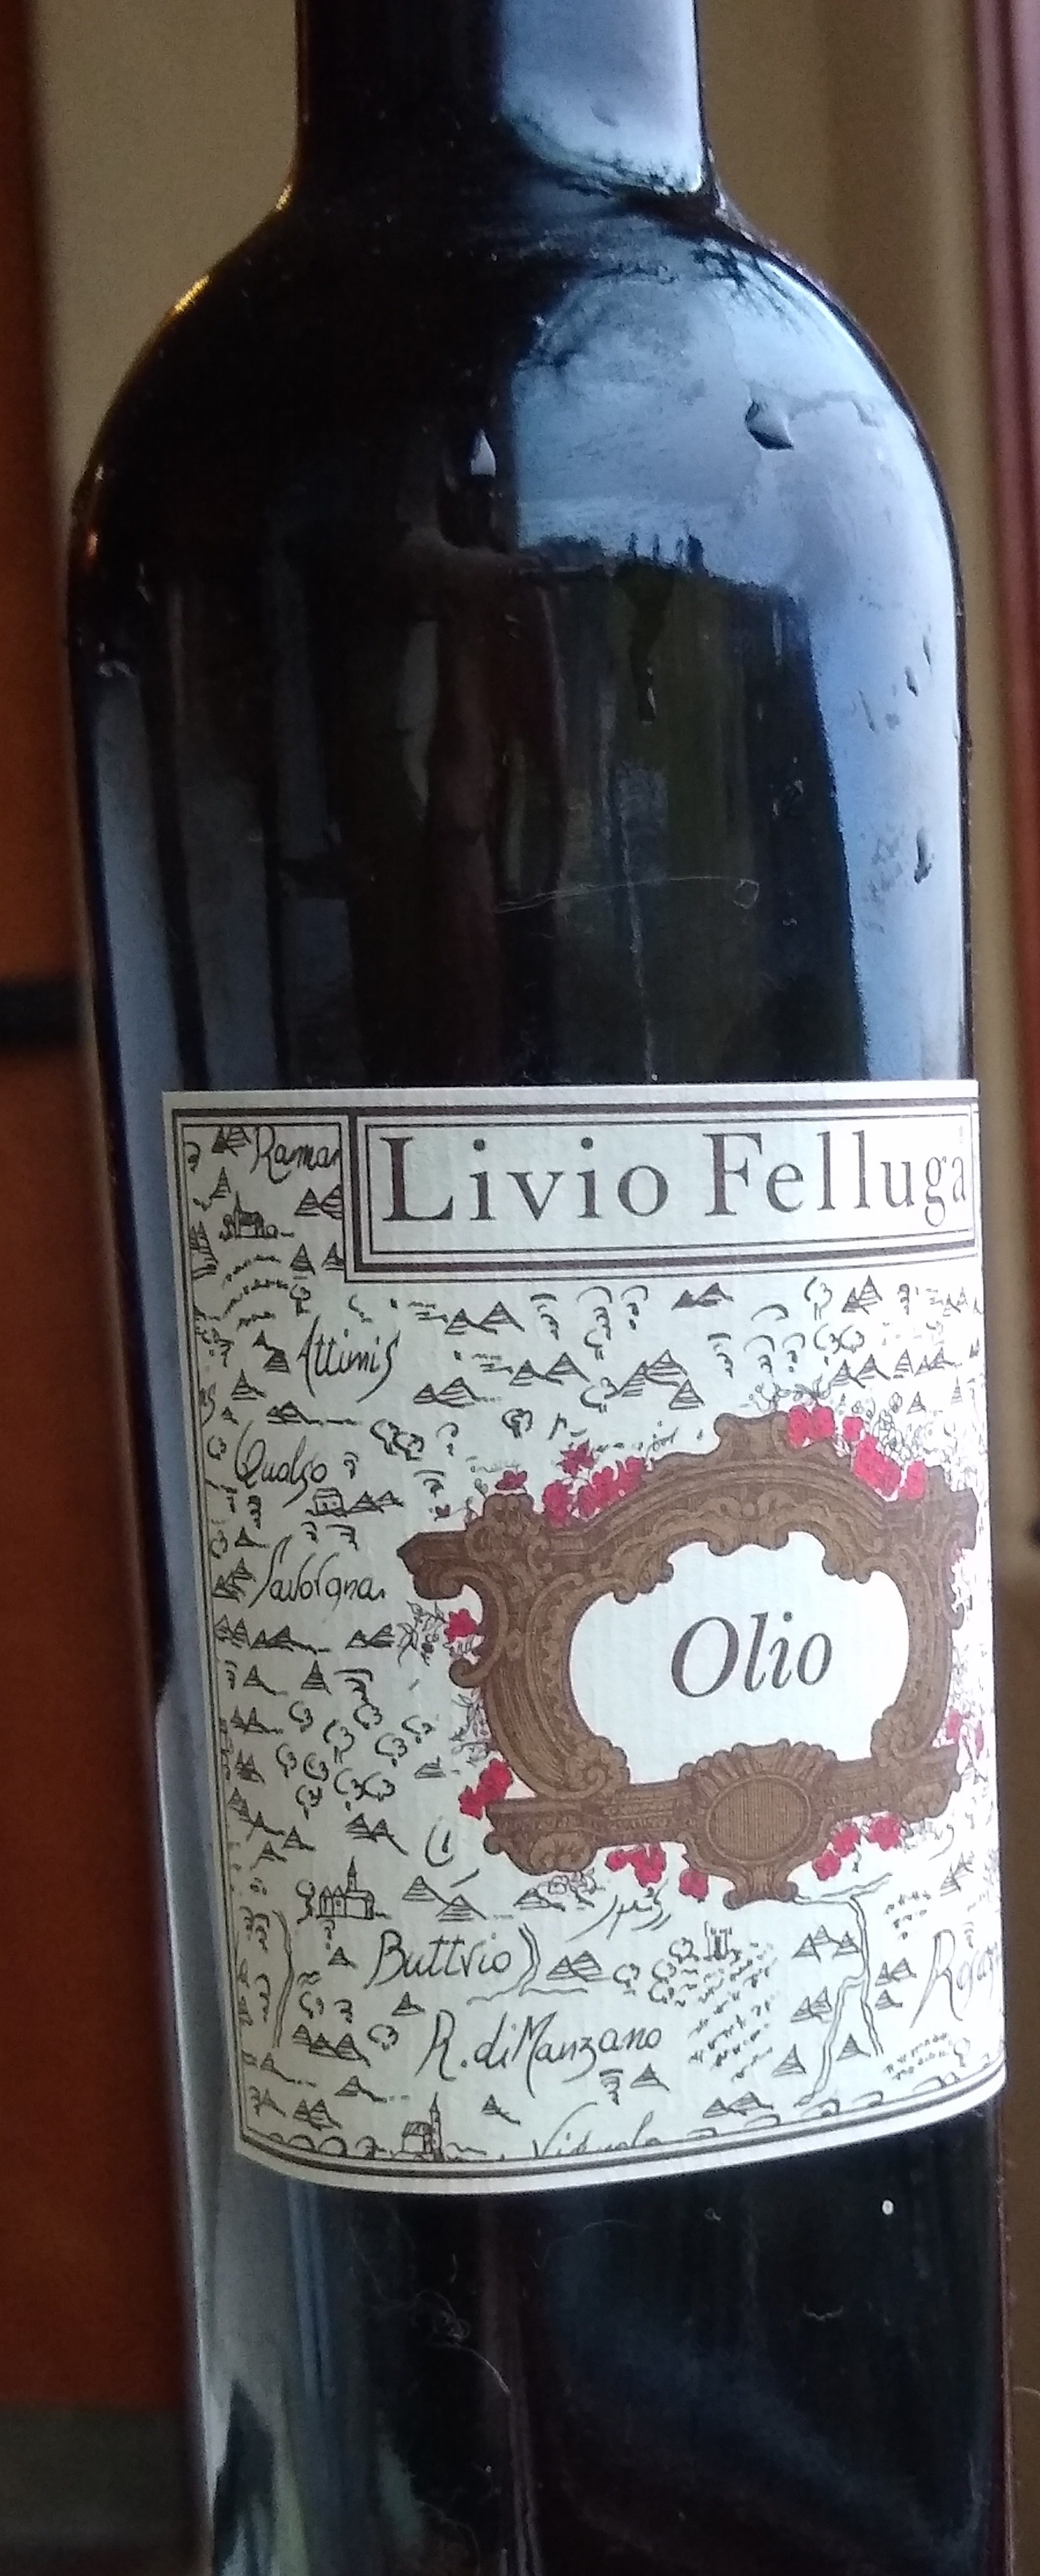 Livio Felluga
Attimis
Qualso
Savorgna
Olio
Buttrio
R. di Manzano